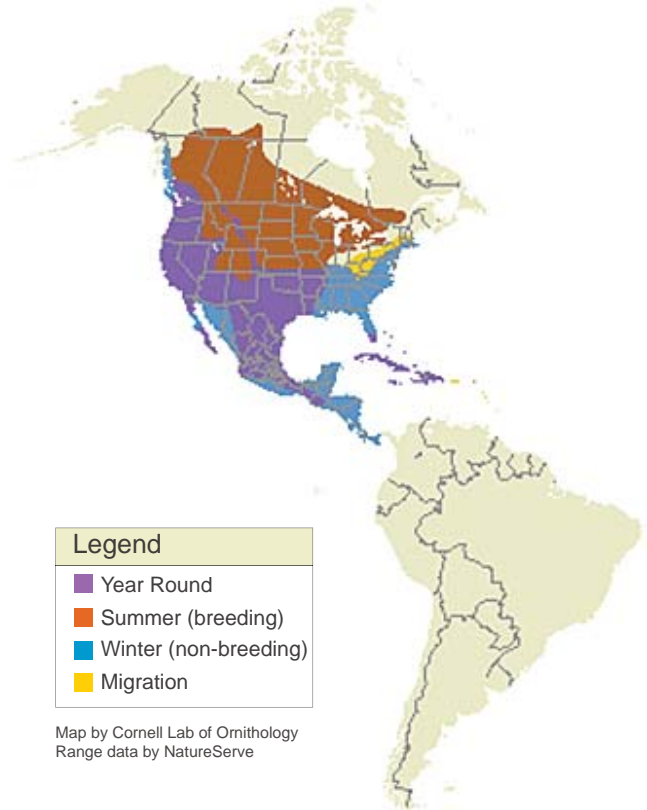 Legend
Year Round
Summer (breeding)
Winter (non-breeding)
Migration
Map by Cornell Lab of Ornithology
Range data by NatureServe